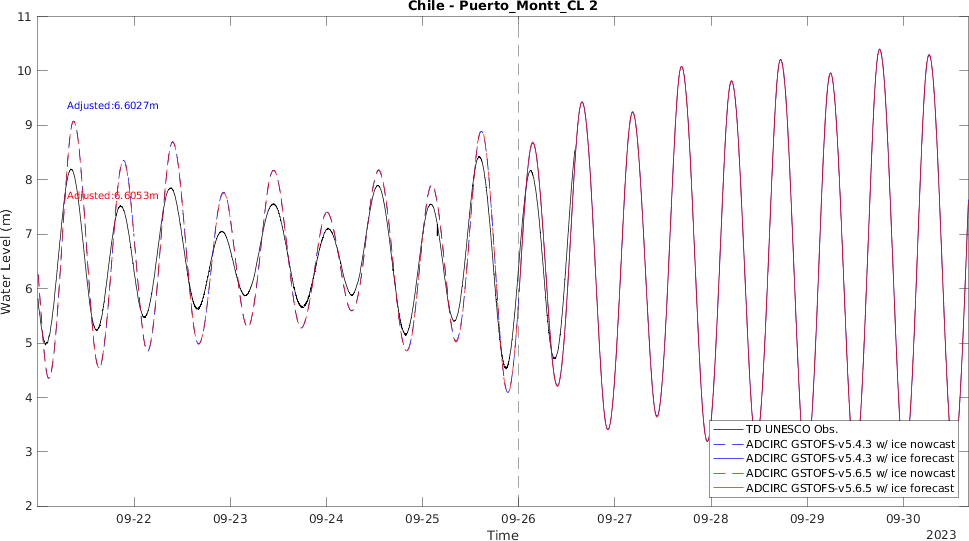 Chile - Puerto_Montt_CL 2
11
10
9
8
7
6
5
4
3
2
Water Level (m)
Adjusted:6.6027m
Adjusted:6.6053m
TD UNESCO Obs.
ADCIRC GSTOFS-v5.4.3 w/ ice nowcast
ADCIRC GSTOFS-v5.4.3 w/ ice forecast
ADCIRC GSTOFS-v5.6.5 w/ ice nowcast
ADCIRC GSTOFS-v5.6.5 w/ ice forecast
09-22 09-23 09-24 09-25 09-26 09-27 09-28 09-29 09-30
Time
2023